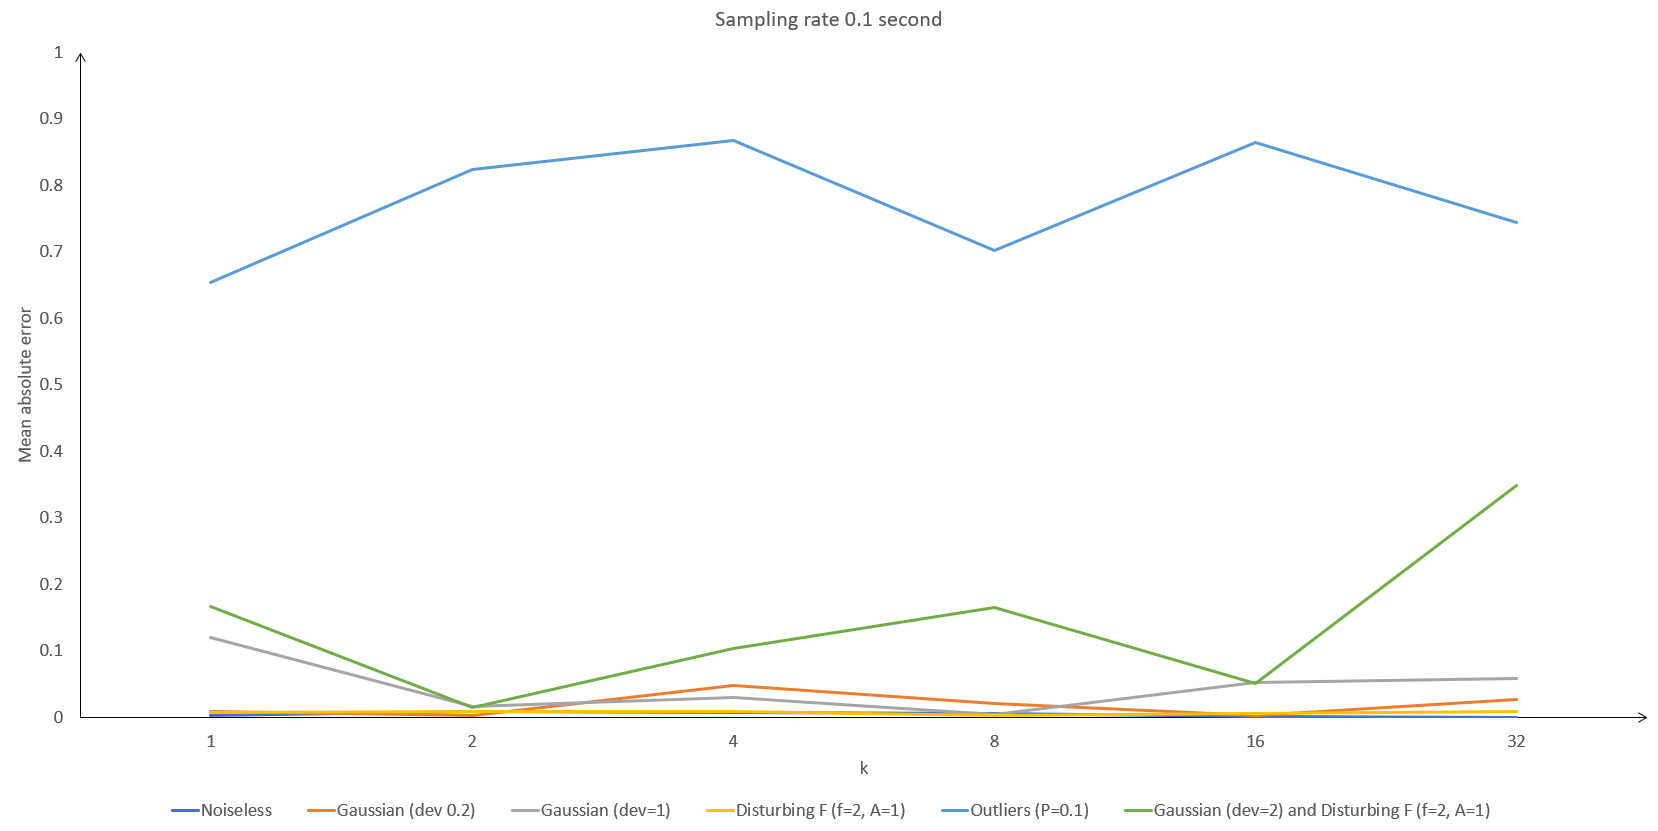 Sampling rate 0.1 second
1
0.9
0.8
0.7
0.6
0.5
0.4
0.3
0.2
0.1
0
Mean absolute error
1 2 4 8 16 32
k
Noiseless Gaussian (dev 0.2) Gaussian (dev=1) Disturbing F (f=2, A=1) Outliers (P=0.1) Gaussian (dev=2) and Disturbing F (f=2, A=1)